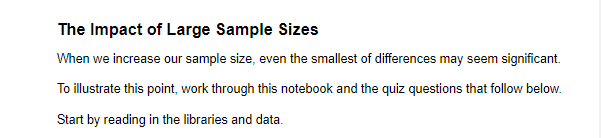 The Impact of Large Sample Sizes
When we increase our sample size, even the smallest of differences may seem significant.
To illustrate this point, work through this notebook and the quiz questions that follow below.
Start by reading in the libraries and data.